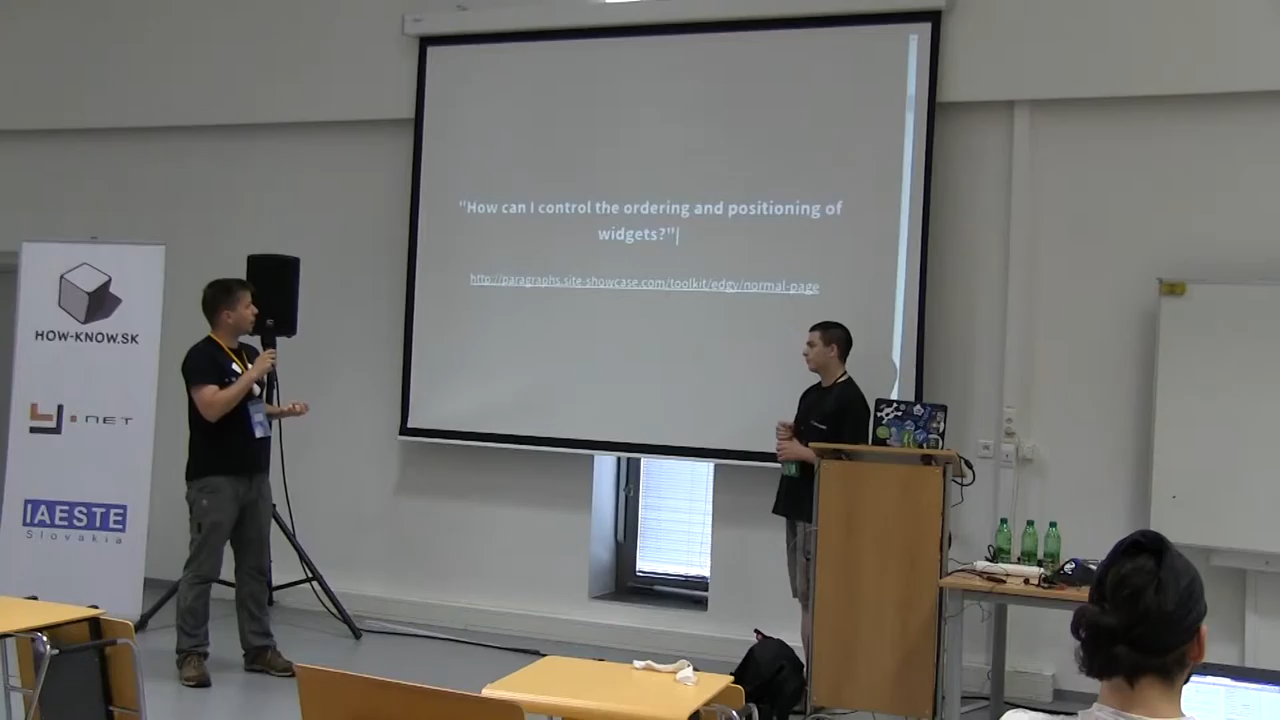 "How can I control the ordering and positioning of
widgets?"
http://paragraphs.site-showcase.com/toolkit/edgy/normal-page
HOW-KNOW.SK
NET
IAESTE
Slovakia